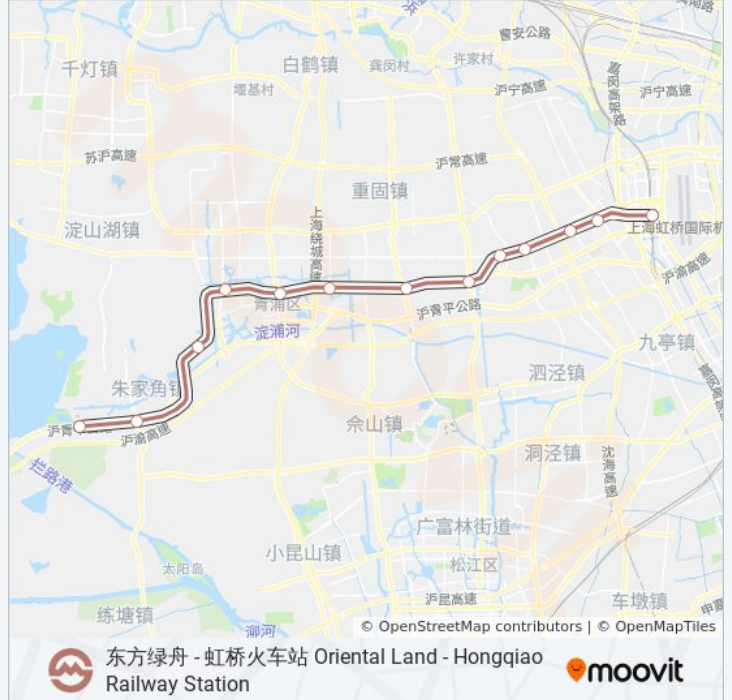 千灯镇
白鹤镇
龚闵村
许家村
警安公路
堰基村
沪宁高速
沪宁高速
嘉闵高架路
苏沪高速
沪常高速
重固镇
淀山湖镇
上海绕城高速
上海虹桥国际机
沪渝高速
青浦区
沪青平公路
淀浦河
九亭镇
泗泾镇
朱家角镇
佘山镇
沪渝高速
拦路港
洞泾镇
沈海高速
广富林街道
小昆山镇
松江区
太阳岛
沪昆高速
车墩镇
练塘镇
泖河
© OpenStreetMap contributors | © OpenMapTiles
东方绿舟 - 虹桥火车站 Oriental Land - Hongqiao
Railway Station
moovit